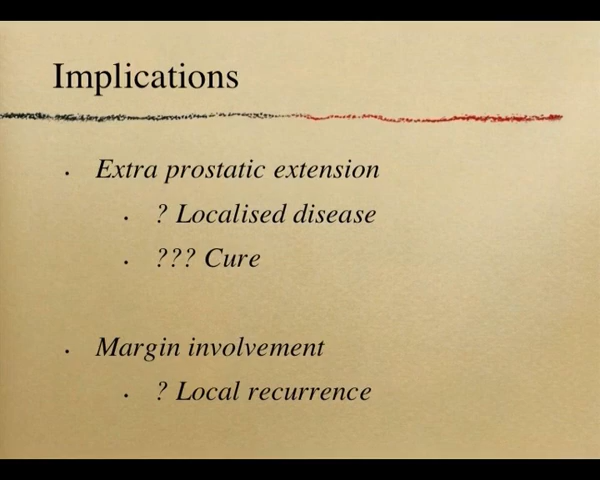 Implications
• Extra prostatic extension
• ? Localised disease
• ??? Cure
• Margin involvement
• ? Local recurrence